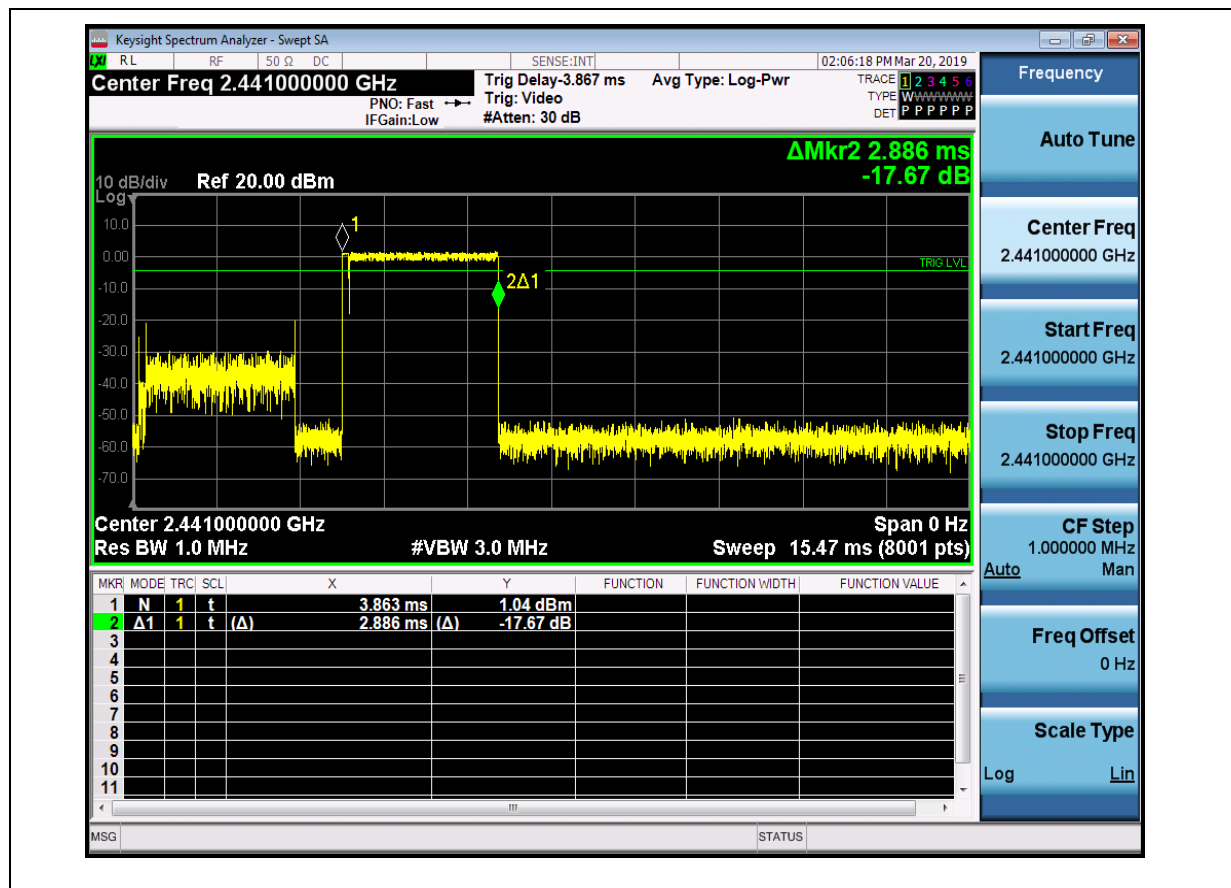 Keysight Spectrum Analyzer - Swept SA
LXI RL RF 50 Ω DC SENSE:INT 02:06:18 PM Mar 20, 2019
Center Freq 2.441000000 GHz
PNO: Fast
IFGain:Low
Trig Delay-3.867 ms
Trig: Video
#Atten: 30 dB
Avg Type: Log-Pwr
TRACE 1 2 3 4 5 6
TYPE WWWWWW
DET P P P P P P
ΔMkr2 2.886 ms
-17.67 dB
10 dB/div Ref 20.00 dBm
Log
10.0
0.00
-10.0
-20.0
-30.0
-40.0
-50.0
-60.0
-70.0
1
TRIG LVL
2Δ1
Center 2.441000000 GHz Span 0 Hz
Res BW 1.0 MHz #VBW 3.0 MHz Sweep 15.47 ms (8001 pts)
MKR MODE TRC SCL X Y FUNCTION FUNCTION WIDTH FUNCTION VALUE
1 N 1 t 3.863 ms 1.04 dBm
2 Δ1 1 t (Δ) 2.886 ms (Δ) -17.67 dB
3
4
5
6
7
8
9
10
11
MSG STATUS
Frequency
Auto Tune
Center Freq
2.441000000 GHz
Start Freq
2.441000000 GHz
Stop Freq
2.441000000 GHz
CF Step
1.000000 MHz
Auto Man
Freq Offset
0 Hz
Scale Type
Log Lin